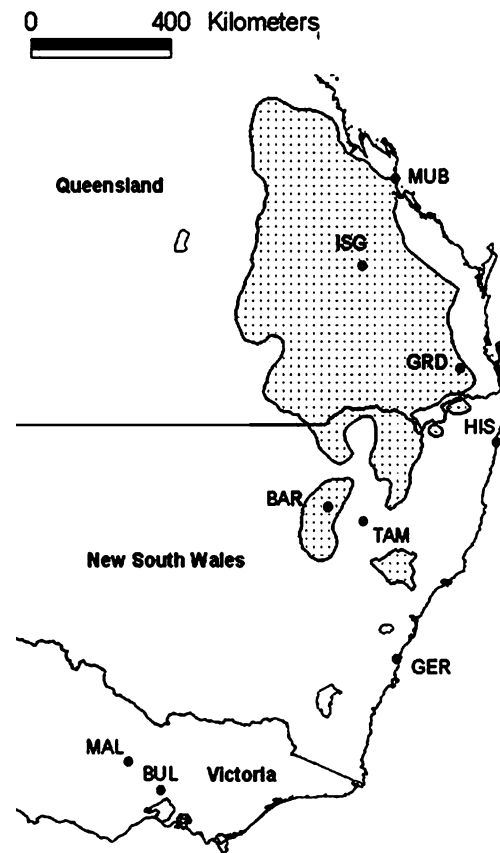 0 400 Kilometers
Queensland
MUB
ISG
GRD
HIS
BAR
TAM
New South Wales
GER
MAL
BUL
Victoria